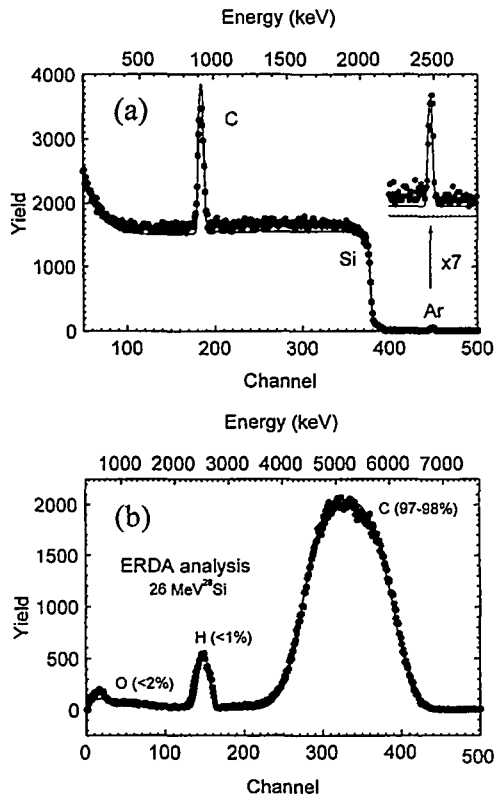 Energy (keV)
500 1000 1500 2000 2500
4000
(a)
C
3000
2000
x7
Si
1000
Ar
0
100 200 300 400 500
Yield
Channel
Energy (keV)
1000 2000 3000 4000 5000 6000 7000
2000
(b)
C (97-98%)
1500
ERDA analysis
26 MeV²⁸Si
1000
H (<1%)
500
O (<2%)
0
0 100 200 300 400 500
Yield
Channel